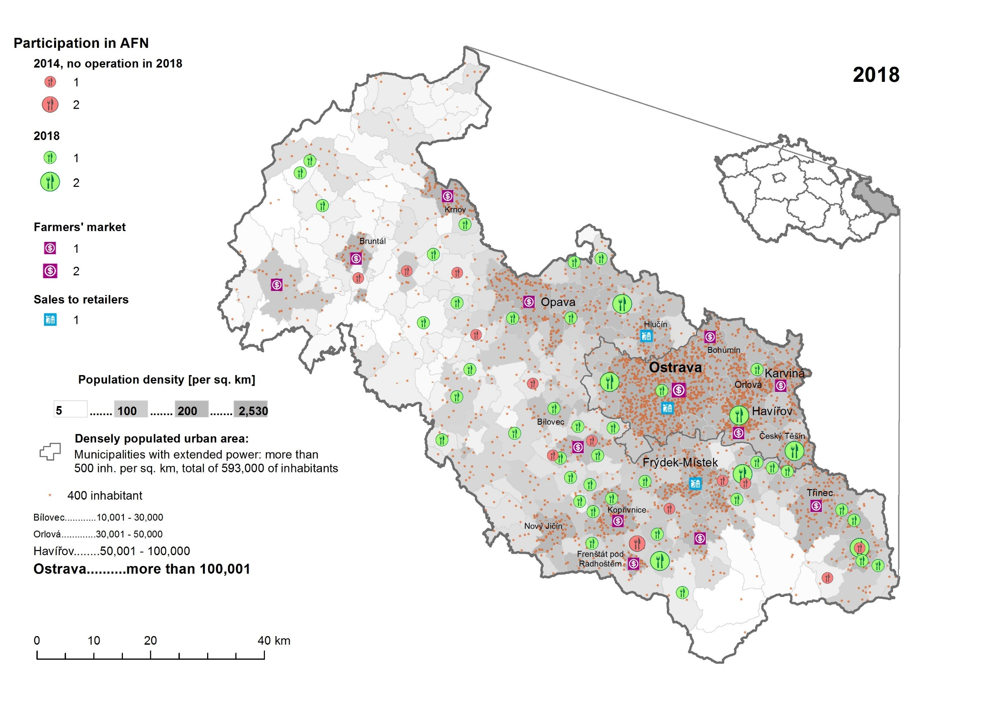 Participation in AFN
2014, no operation in 2018
1
2
2018
1
2
Farmers' market
1
2
Sales to retailers
1
Population density [per sq. km]
5 ....... 100 ....... 200 ....... 2,530
Densely populated urban area:
Municipalities with extended power: more than
500 inh. per sq. km, total of 593,000 of inhabitants
400 inhabitant
Bílovec............10,001 - 30,000
Orlová.............30,001 - 50,000
Havířov........50,001 - 100,000
Ostrava..........more than 100,001
0 10 20 40 km
2018
Krnov
Bruntál
Opava
Hlučín
Bohumín
Ostrava
Karviná
Orlová
Havířov
Bílovec
Český Těšín
Frýdek-Místek
Třinec
Kopřivnice
Nový Jičín
Frenštát pod
Radhoštěm